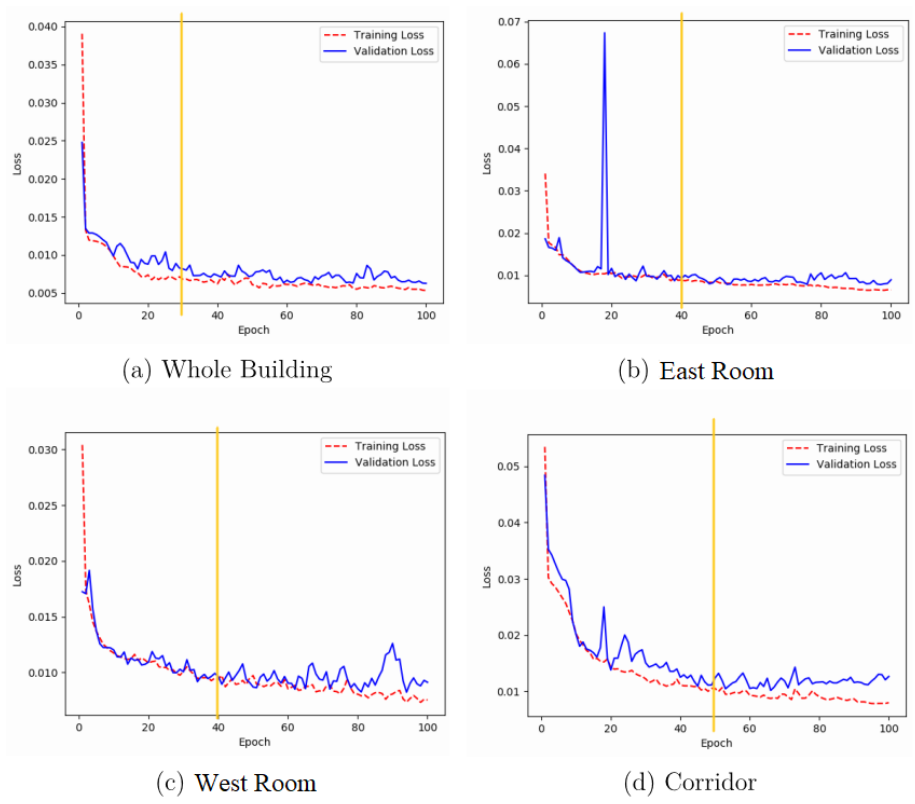 0.040
0.035
0.030
0.025
0.020
0.015
0.010
0.005
Loss
0 20 40 60 80 100
Epoch
Training Loss
Validation Loss
(a) Whole Building
0.07
0.06
0.05
0.04
0.03
0.02
0.01
Loss
0 20 40 60 80 100
Epoch
Training Loss
Validation Loss
(b) East Room
0.030
0.025
0.020
0.015
0.010
Loss
0 20 40 60 80 100
Epoch
Training Loss
Validation Loss
(c) West Room
0.05
0.04
0.03
0.02
0.01
Loss
0 20 40 60 80 100
Epoch
Training Loss
Validation Loss
(d) Corridor